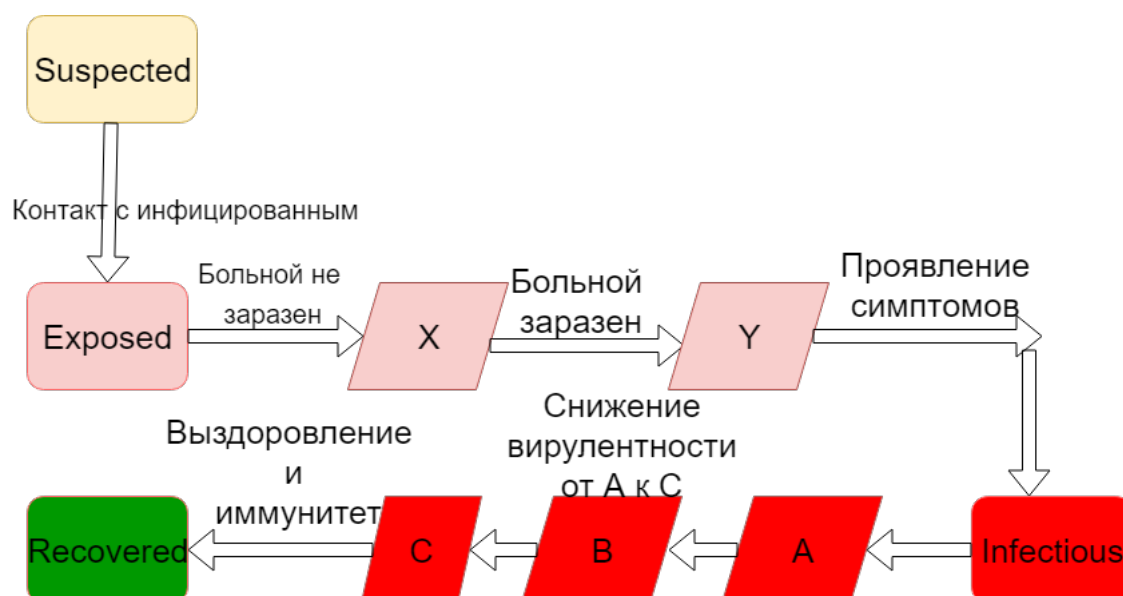 Suspected
Контакт с инфицированным
Exposed
Больной не
заразен
X
Больной
заразен
Y
Проявление
симптомов
Выздоровление
и
иммунитет
Снижение
вирулентности
от А к С
Recovered
C
B
A
Infectious